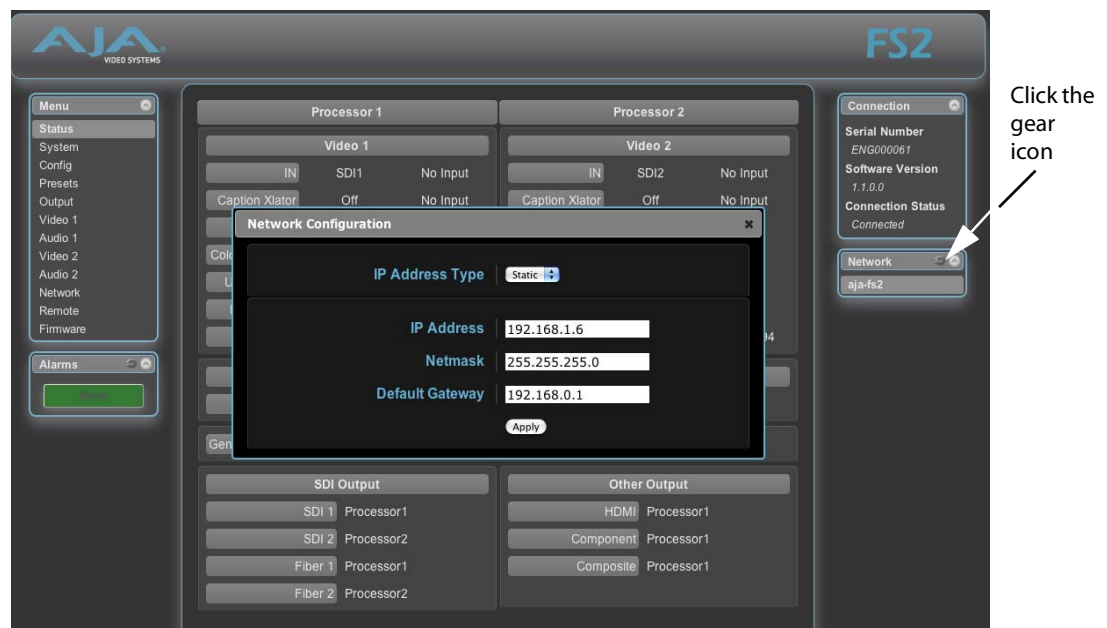 AJA
VIDEO SYSTEMS
FS2
Click the
gear
icon
Menu
Status
System
Config
Presets
Output
Video 1
Audio 1
Video 2
Audio 2
Network
Remote
Firmware
Alarms
None
Processor 1
Processor 2
Video 1
IN SDI1 No Input
Caption Xlator Off No Input
Video 2
IN SDI2 No Input
Caption Xlator Off No Input
Network Configuration
IP Address Type Static
IP Address 192.168.1.6
Netmask 255.255.255.0
Default Gateway 192.168.0.1
Apply
SDI Output
SDI 1 Processor1
SDI 2 Processor2
Fiber 1 Processor1
Fiber 2 Processor2
Other Output
HDMI Processor1
Component Processor1
Composite Processor1
Connection
Serial Number
ENG000061
Software Version
1.1.0.0
Connection Status
Connected
Network
aja-fs2